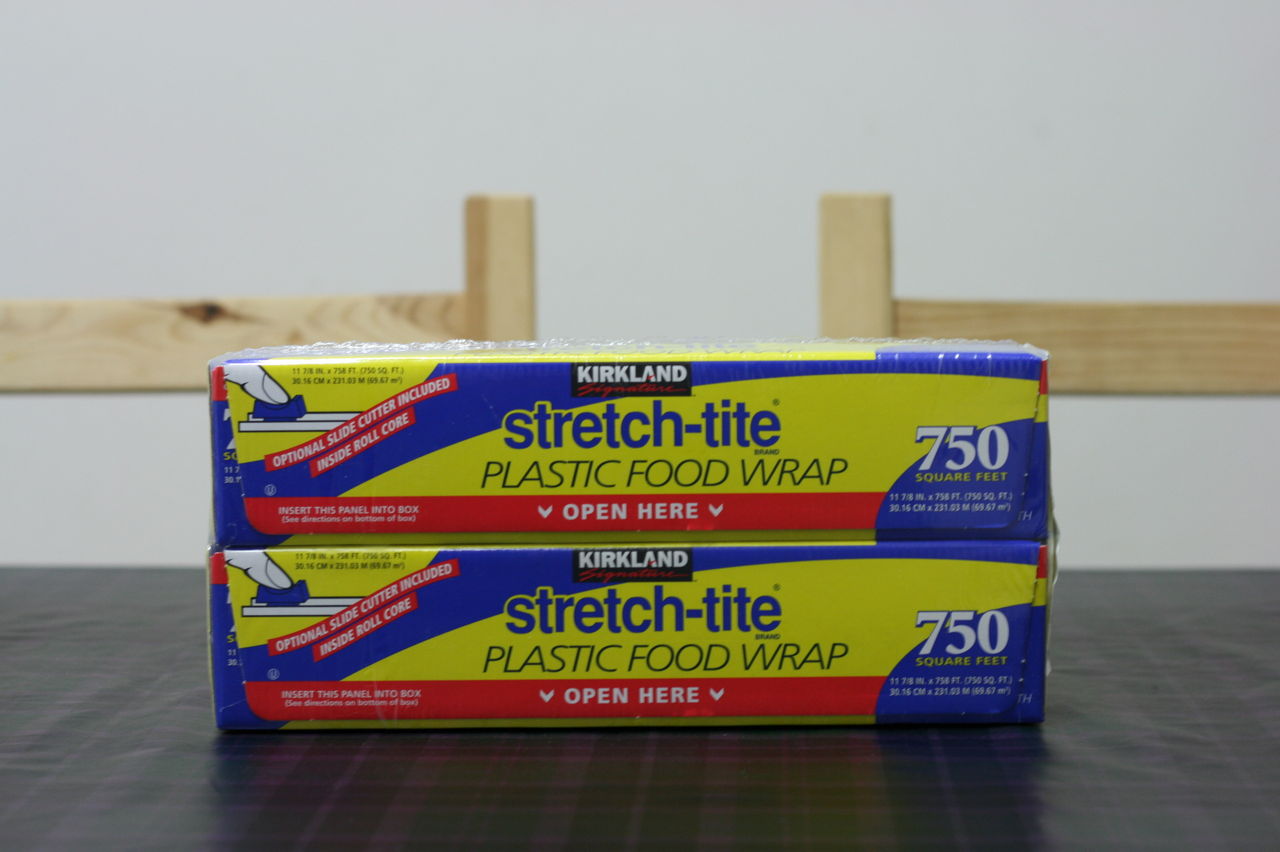 11 7/8 IN. x 758 FT. (750 SQ. FT.)
30.16 CM x 231.03 M (69.67 m²)
OPTIONAL SLIDE CUTTER INCLUDED
INSIDE ROLL CORE
KIRKLAND
Signature
stretch-tite®
BRAND
PLASTIC FOOD WRAP
750
SQUARE FEET
11 7/8 IN. x 758 FT. (750 SQ. FT.)
30.16 CM x 231.03 M (69.67 m²)
U
INSERT THIS PANEL INTO BOX
(See directions on bottom of box)
OPEN HERE
TH
11 7/8 IN. x 758 FT. (750 SQ. FT.)
30.16 CM x 231.03 M (69.67 m²)
OPTIONAL SLIDE CUTTER INCLUDED
INSIDE ROLL CORE
KIRKLAND
Signature
stretch-tite®
BRAND
PLASTIC FOOD WRAP
750
SQUARE FEET
11 7/8 IN. x 758 FT. (750 SQ. FT.)
30.16 CM x 231.03 M (69.67 m²)
U
INSERT THIS PANEL INTO BOX
(See directions on bottom of box)
OPEN HERE
TH